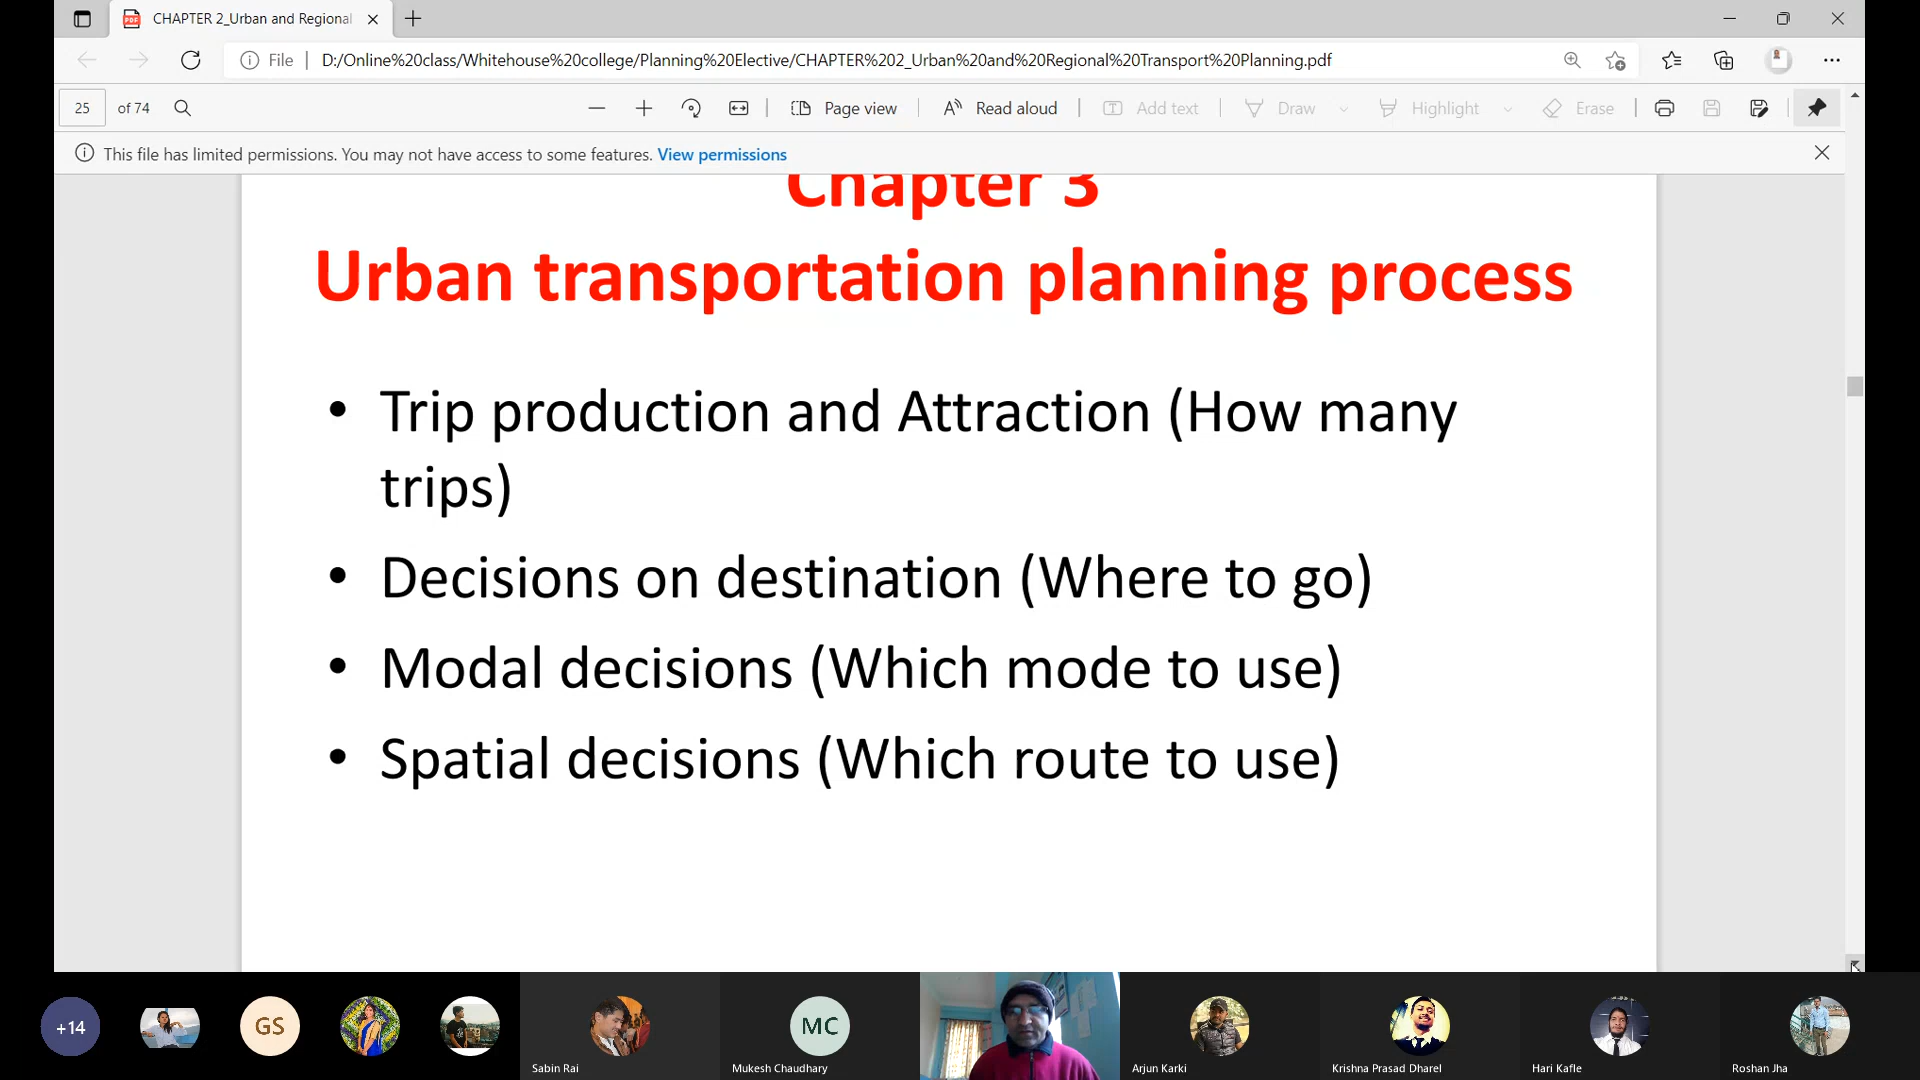 CHAPTER 2_Urban and Regional
File
D:/Online%20class/Whitehouse%20college/Planning%20Elective/CHAPTER%202_Urban%20and%20Regional%20Transport%20Planning.pdf
25 of 74
Page view
Read aloud
Add text
Draw
Highlight
Erase
This file has limited permissions. You may not have access to some features. View permissions
Chapter 3
Urban transportation planning process
• Trip production and Attraction (How many
trips)
• Decisions on destination (Where to go)
• Modal decisions (Which mode to use)
• Spatial decisions (Which route to use)
+14
GS
MC
Sabin Rai
Mukesh Chaudhary
Arjun Karki
Krishna Prasad Dharel
Hari Kafle
Roshan Jha